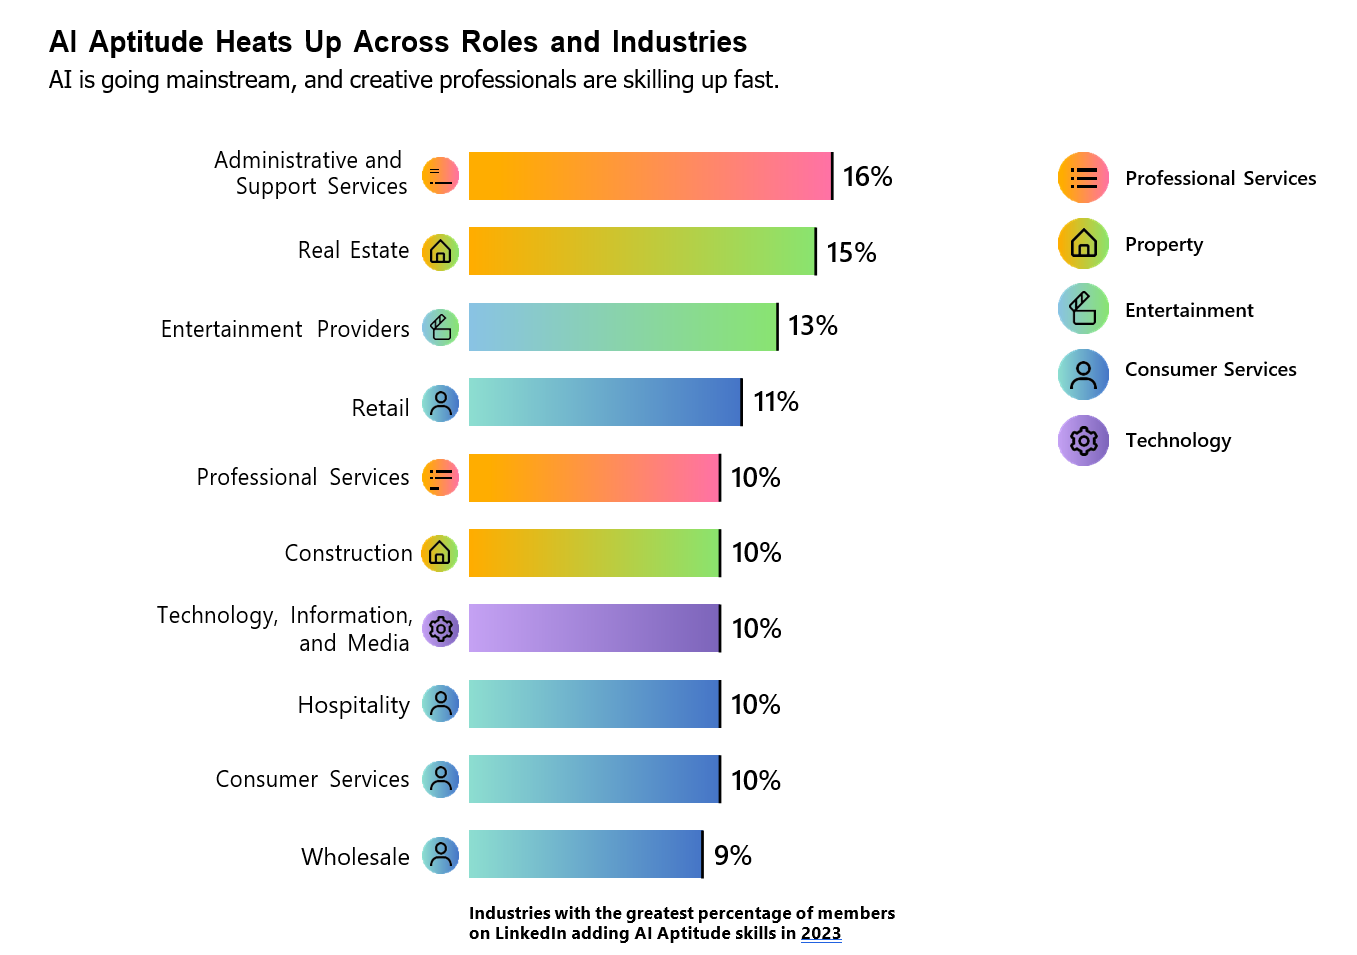 AI Aptitude Heats Up Across Roles and Industries
AI is going mainstream, and creative professionals are skilling up fast.
Administrative and
Support Services
16%
Real Estate
15%
Entertainment Providers
13%
Retail
11%
Professional Services
10%
Construction
10%
Technology, Information,
and Media
10%
Hospitality
10%
Consumer Services
10%
Wholesale
9%
Professional Services
Property
Entertainment
Consumer Services
Technology
Industries with the greatest percentage of members
on LinkedIn adding AI Aptitude skills in 2023